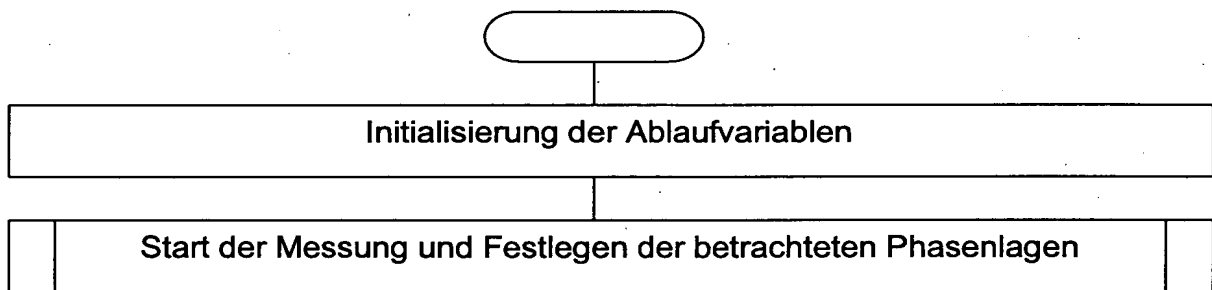 Initialisierung der Ablaufvariablen
Start der Messung und Festlegen der betrachteten Phasenlagen